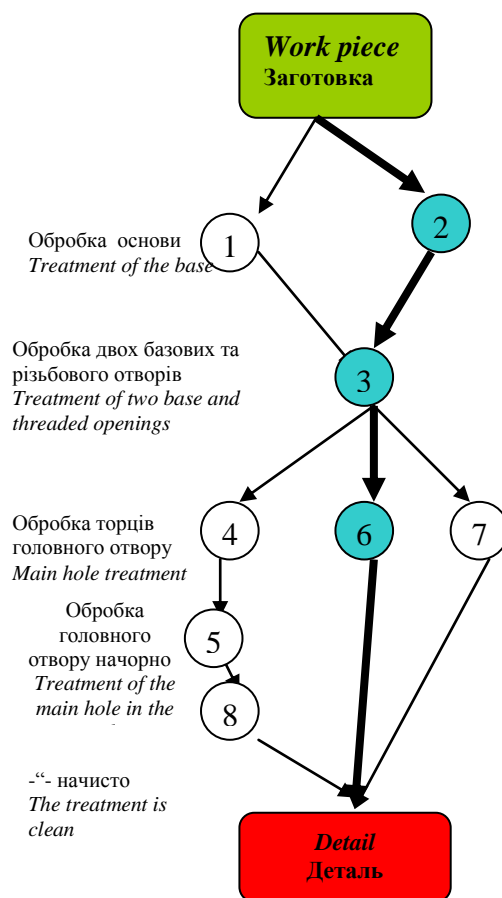 Work piece
Заготовка
1
2
Обробка основи
Treatment of the base
Обробка двох базових та
різьбового отворів
Treatment of two base and
threaded openings
3
Обробка торців
головного отвору
Main hole treatment
4
6
7
Обробка
головного
отвору начорно
Treatment of the
main hole in the
5
8
-“- начисто
The treatment is
clean
Detail
Деталь